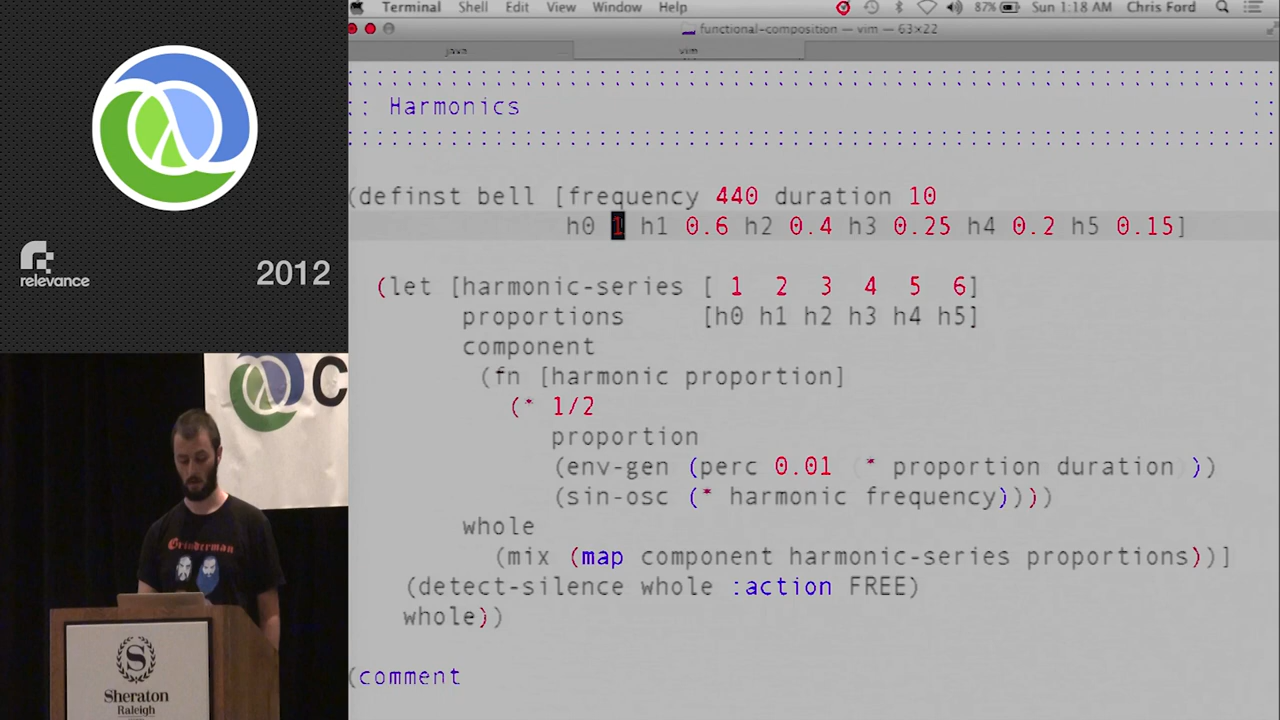 Terminal Shell Edit View Window Help 87% Sun 1:18 AM Chris Ford
functional-composition — vim — 63×22
java vim
;; Harmonics ;;
(definst bell [frequency 440 duration 10
h0 1 h1 0.6 h2 0.4 h3 0.25 h4 0.2 h5 0.15]
(let [harmonic-series [ 1 2 3 4 5 6]
proportions [h0 h1 h2 h3 h4 h5]
component
(fn [harmonic proportion]
(* 1/2
proportion
(env-gen (perc 0.01 (* proportion duration ))
(sin-osc (* harmonic frequency))))
whole
(mix (map component harmonic-series proportions))]
(detect-silence whole :action FREE)
whole))
(comment
relevance
2012
C
Grinderman
S
Sheraton
Raleigh